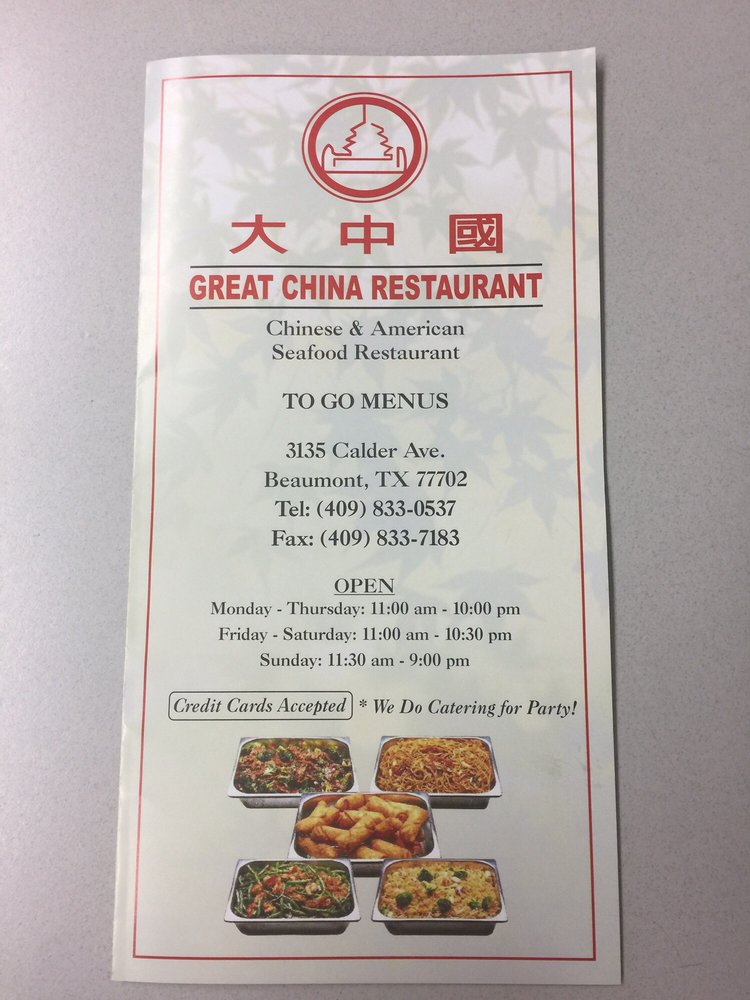 大中國
GREAT CHINA RESTAURANT
Chinese & American
Seafood Restaurant
TO GO MENUS
3135 Calder Ave.
Beaumont, TX 77702
Tel: (409) 833-0537
Fax: (409) 833-7183
OPEN
Monday - Thursday: 11:00 am - 10:00 pm
Friday - Saturday: 11:00 am - 10:30 pm
Sunday: 11:30 am - 9:00 pm
Credit Cards Accepted * We Do Catering for Party!